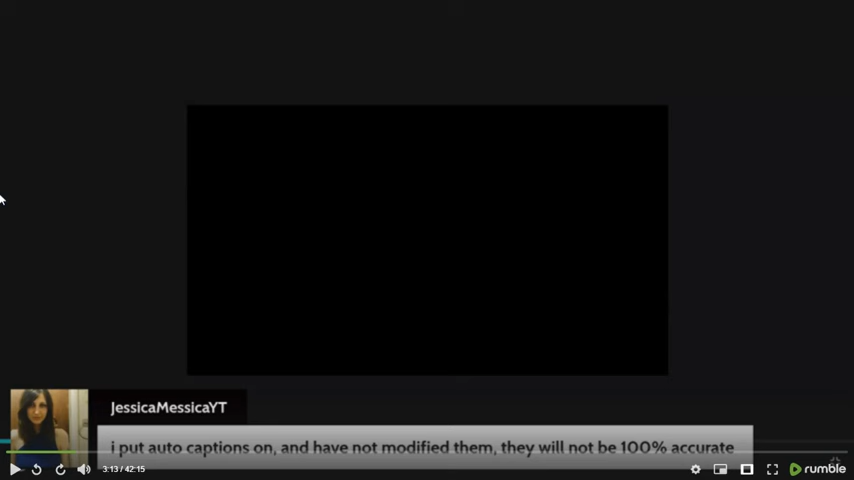 JessicaMessicaYT
i put auto captions on, and have not modified them, they will not be 100% accurate
3:13 / 42:15
rumble